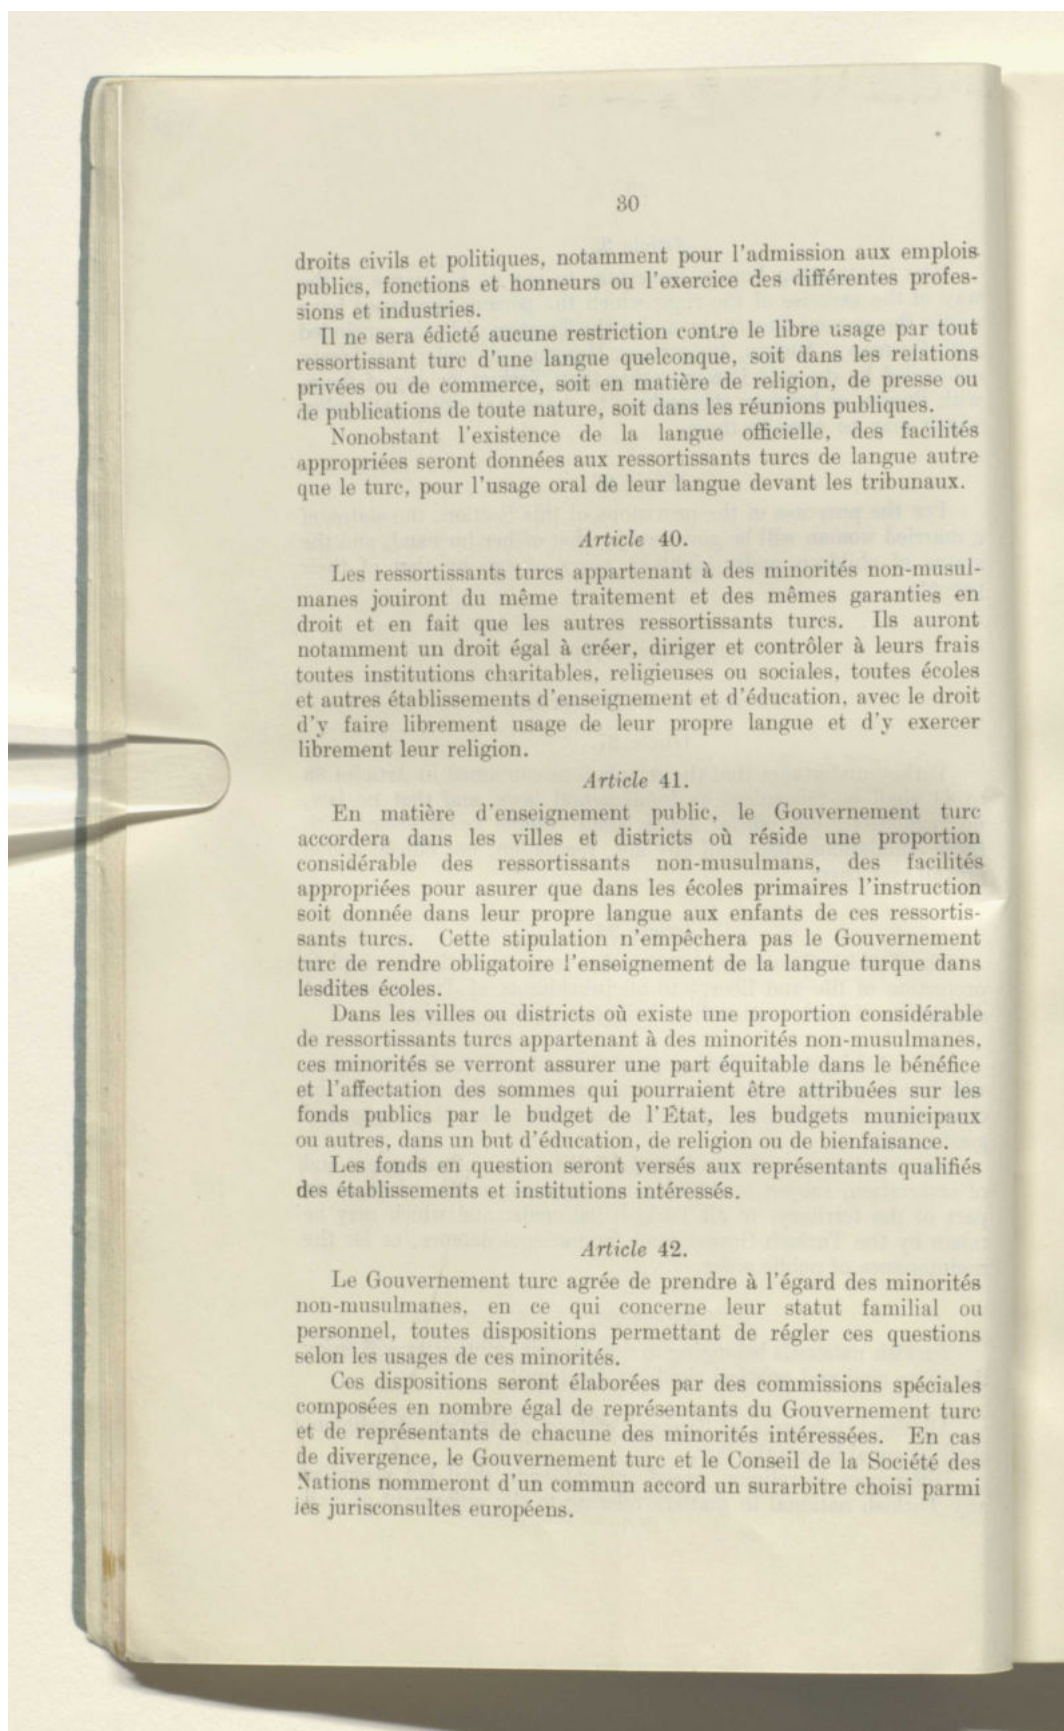 30
droits civils et politiques, notamment pour l'admission aux emplois
publics, fonctions et honneurs ou l'exercice des différentes profes-
sions et industries.
Il ne sera édicté aucune restriction contre le libre usage par tout
ressortissant turc d'une langue quelconque, soit dans les relations
privées ou de commerce, soit en matière de religion, de presse ou
de publications de toute nature, soit dans les réunions publiques.
Nonobstant l'existence de la langue officielle, des facilités
appropriées seront données aux ressortissants turcs de langue autre
que le turc, pour l'usage oral de leur langue devant les tribunaux.
Article 40.
Les ressortissants turcs appartenant à des minorités non-musul-
manes jouiront du même traitement et des mêmes garanties en
droit et en fait que les autres ressortissants turcs. Ils auront
notamment un droit égal à créer, diriger et contrôler à leurs frais
toutes institutions charitables, religieuses ou sociales, toutes écoles
et autres établissements d'enseignement et d'éducation, avec le droit
d'y faire librement usage de leur propre langue et d'y exercer
librement leur religion.
Article 41.
En matière d'enseignement public, le Gouvernement turc
accordera dans les villes et districts où réside une proportion
considérable des ressortissants non-musulmans, des facilités
appropriées pour asurer que dans les écoles primaires l'instruction
soit donnée dans leur propre langue aux enfants de ces ressortis-
sants turcs. Cette stipulation n'empêchera pas le Gouvernement
turc de rendre obligatoire l'enseignement de la langue turque dans
lesdites écoles.
Dans les villes ou districts où existe une proportion considérable
de ressortissants turcs appartenant à des minorités non-musulmanes,
ces minorités se verront assurer une part équitable dans le bénéfice
et l'affectation des sommes qui pourraient être attribuées sur les
fonds publics par le budget de l'État, les budgets municipaux
ou autres, dans un but d'éducation, de religion ou de bienfaisance.
Les fonds en question seront versés aux représentants qualifiés
des établissements et institutions intéressés.
Article 42.
Le Gouvernement turc agrée de prendre à l'égard des minorités
non-musulmanes, en ce qui concerne leur statut familial ou
personnel, toutes dispositions permettant de régler ces questions
selon les usages de ces minorités.
Ces dispositions seront élaborées par des commissions spéciales
composées en nombre égal de représentants du Gouvernement turc
et de représentants de chacune des minorités intéressées. En cas
de divergence, le Gouvernement turc et le Conseil de la Société des
Nations nommeront d'un commun accord un surarbitre choisi parmi
les jurisconsultes européens.